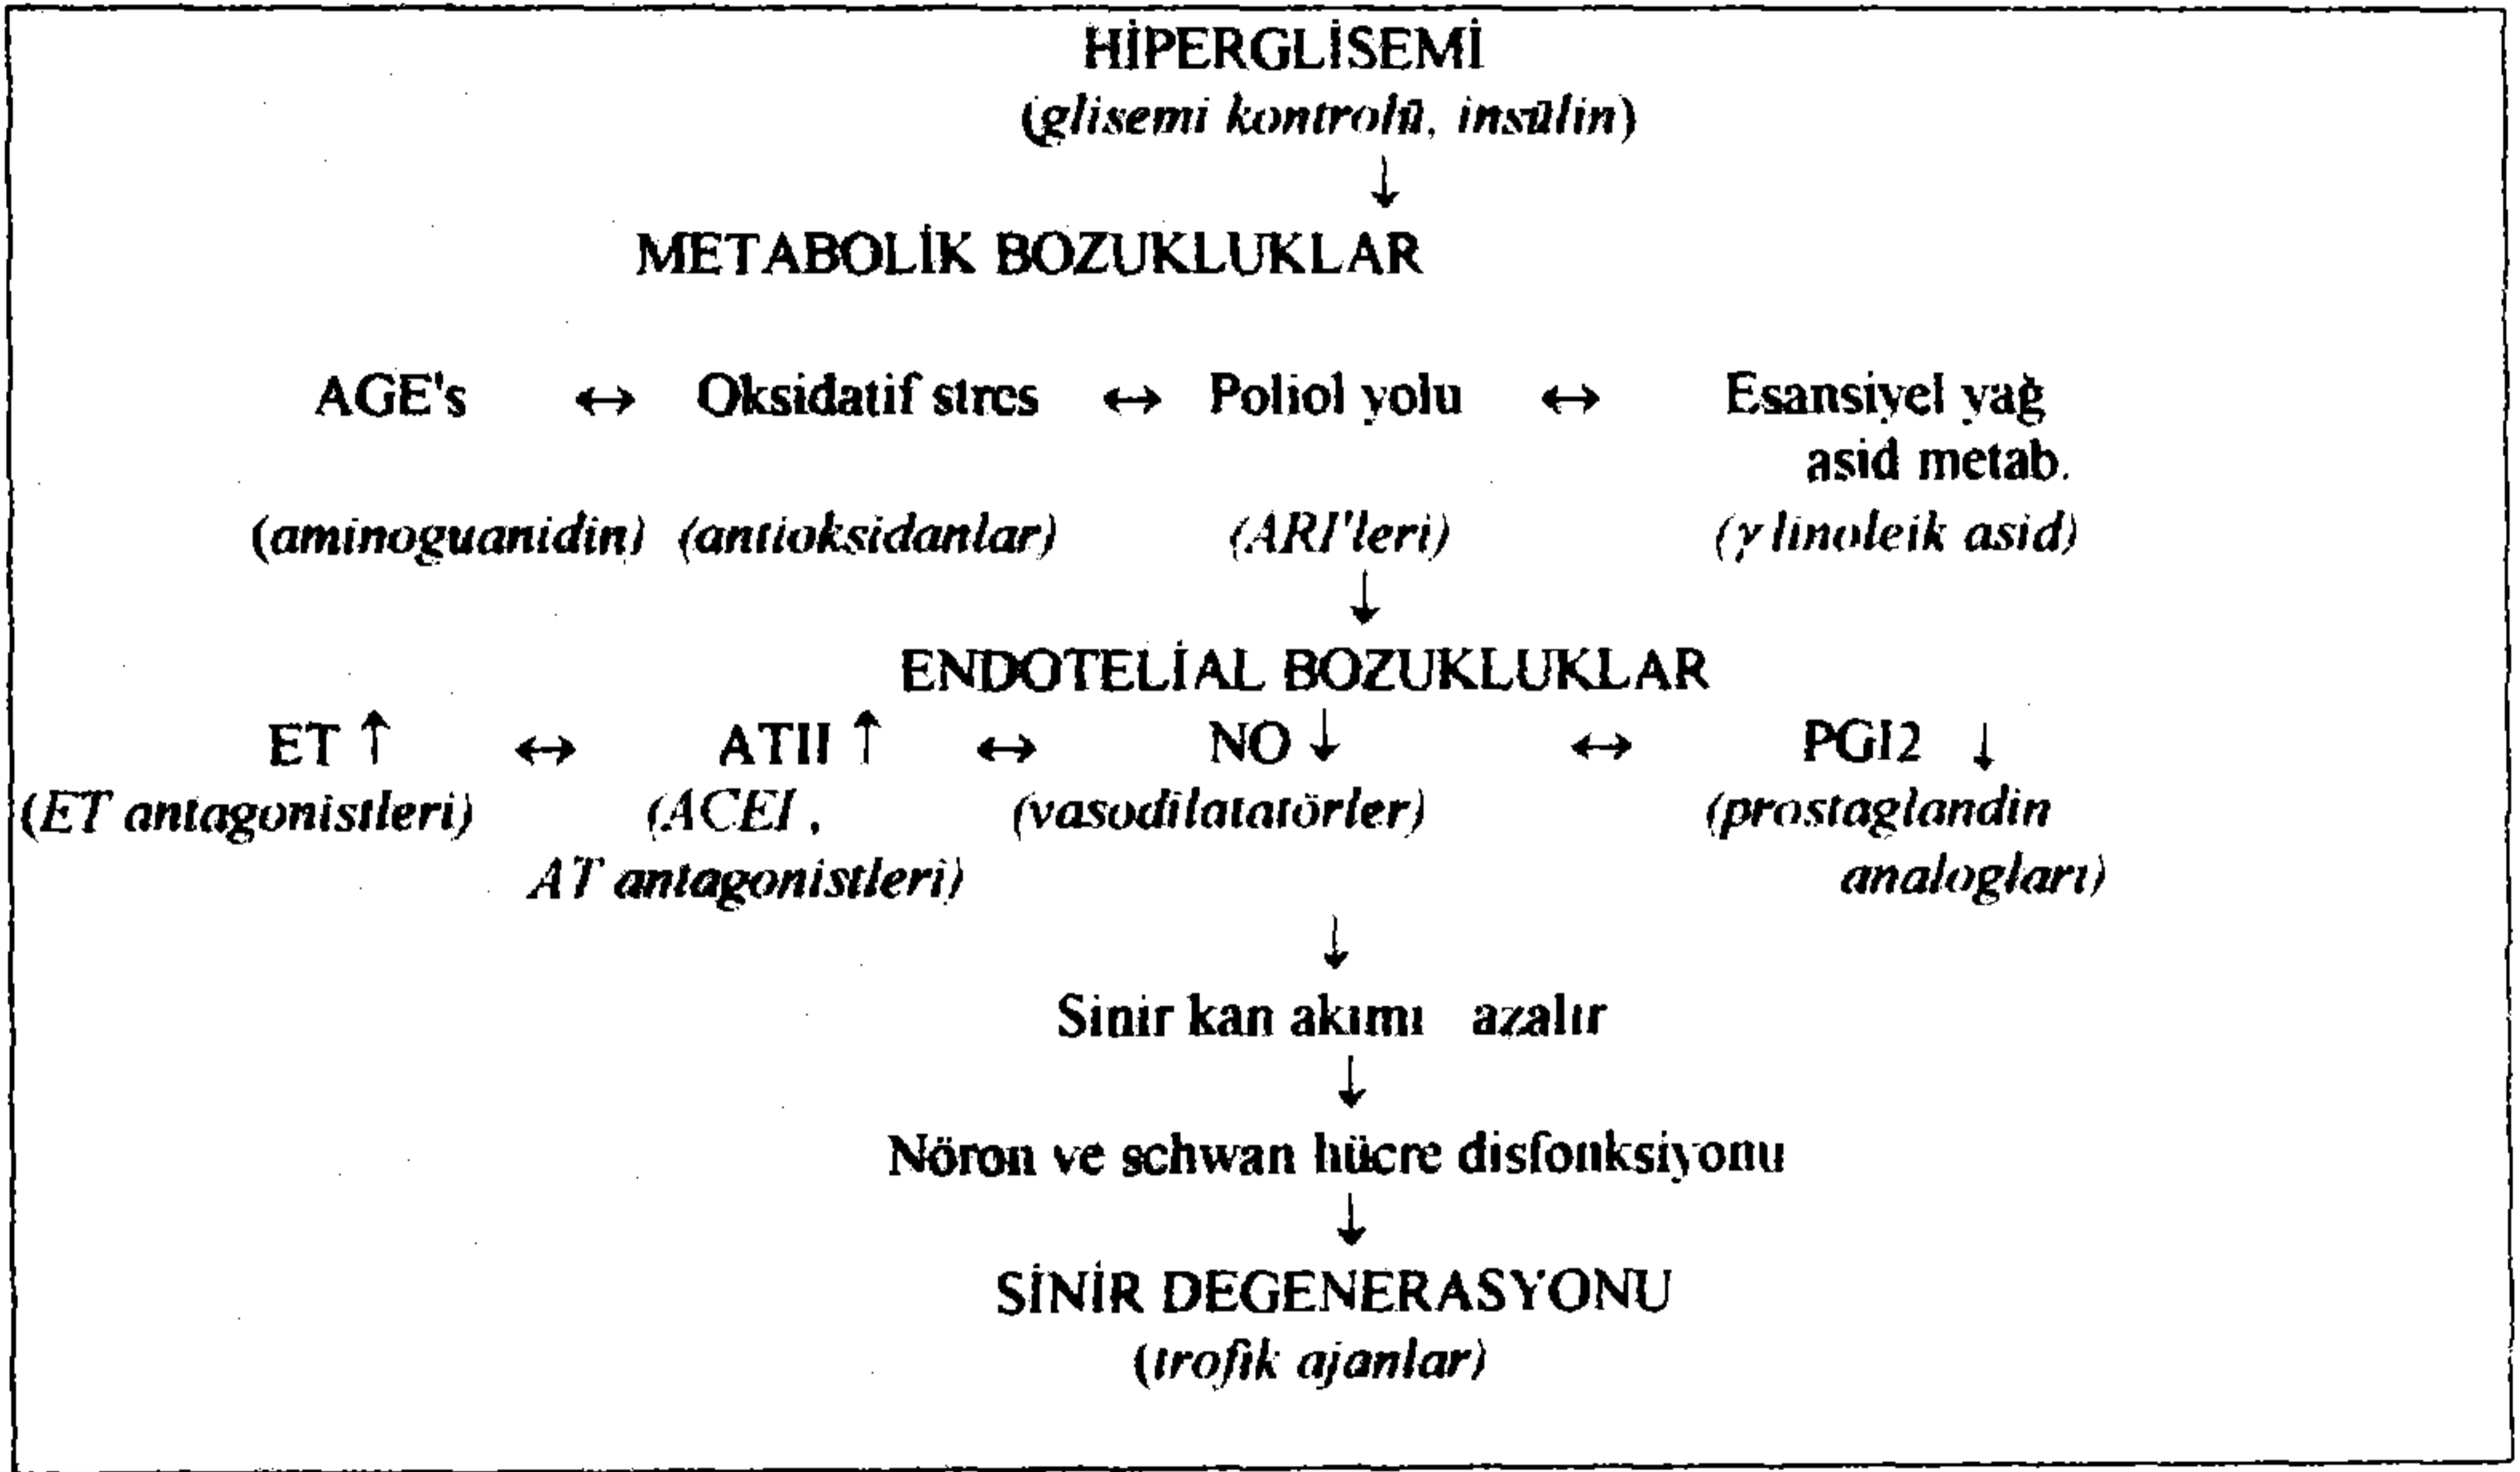 HİPERGLİSEMİ
(glisemi kontrolü, insülin)
↓
METABOLİK BOZUKLUKLAR
AGE's ↔ Oksidatif stres ↔ Poliol yolu ↔ Esansiyel yağ
asid metab.
(aminoguanidin) (antioksidanlar) (ARI'leri) (γ linoleik asid)
↓
ENDOTELİAL BOZUKLUKLAR
ET ↑ ↔ ATII ↑ ↔ NO ↓ ↔ PGI2 ↓
(ET antagonistleri) (ACEI, (vasodilatatörler) (prostaglandin
AT antagonistleri) analogları)
↓
Sinir kan akımı azalır
↓
Nöron ve schwan hücre disfonksiyonu
↓
SİNİR DEGENERASYONU
(trofik ajanlar)